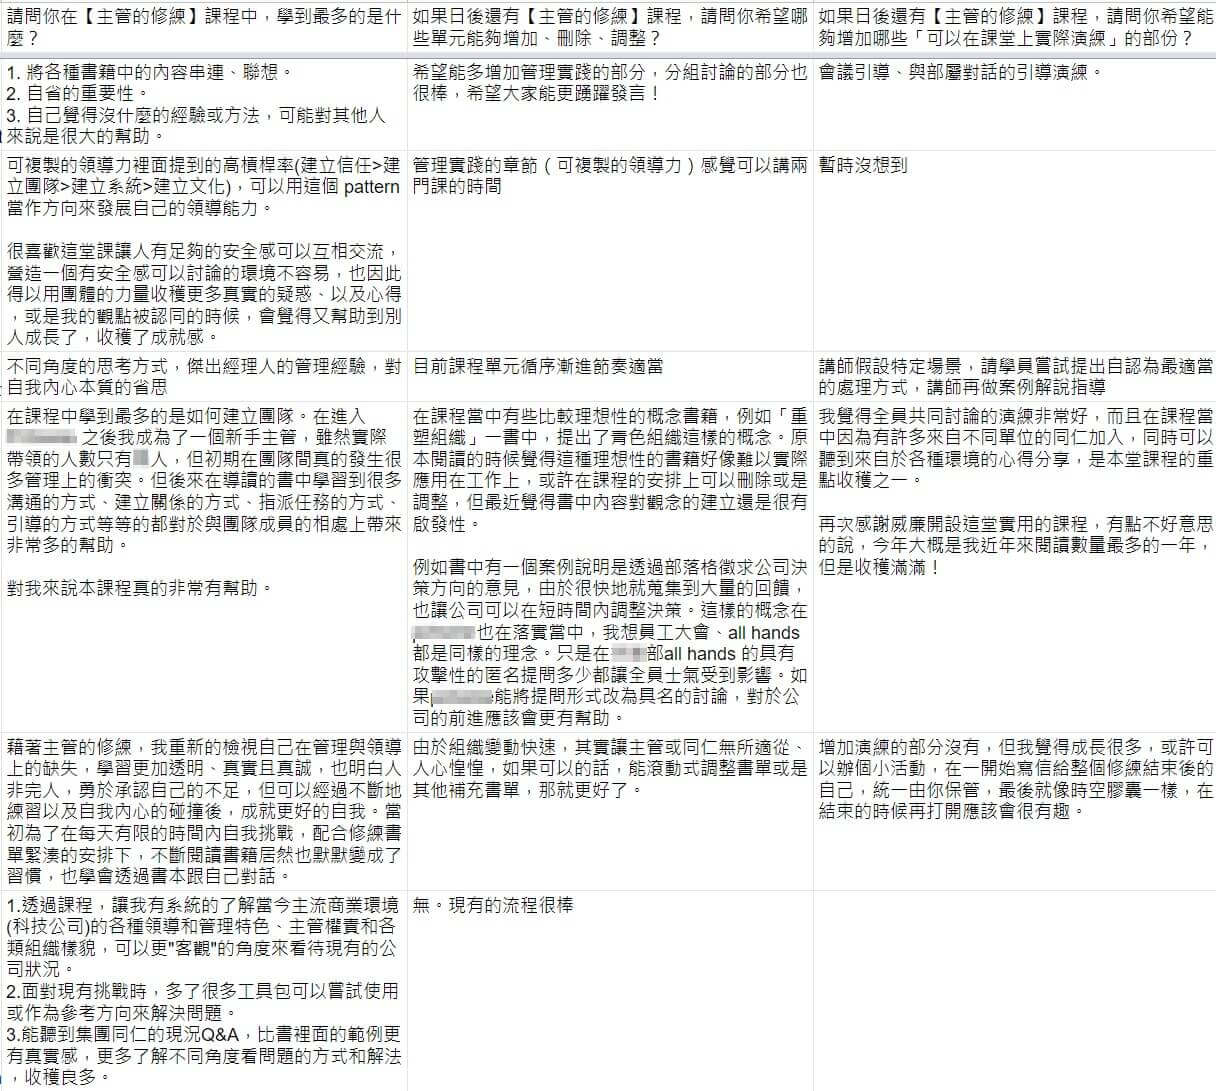 請問你在【主管的修練】課程中，學到最多的是什
麼？
如果日後還有【主管的修練】課程，請問你希望哪
些單元能夠增加、刪除、調整？
如果日後還有【主管的修練】課程，請問你希望能
夠增加哪些「可以在課堂上實際演練」的部份？
1. 將各種書籍中的內容串連、聯想。
2. 自省的重要性。
3. 自己覺得沒什麼的經驗或方法，可能對其他人
來說是很大的幫助。
希望能多增加管理實踐的部分，分組討論的部分也
很棒，希望大家能更踴躍發言！
會議引導、與部屬對話的引導演練。
可複製的領導力裡面提到的高槓桿率(建立信任>建
立團隊>建立系統>建立文化)，可以用這個 pattern
當作方向來發展自己的領導能力。
很喜歡這堂課讓人有足夠的安全感可以互相交流，
營造一個有安全感可以討論的環境不容易，也因此
得以用團體的力量收穫更多真實的疑惑、以及心得
，或是我的觀點被認同的時候，會覺得又幫助到別
人成長了，收穫了成就感。
管理實踐的章節（可複製的領導力）感覺可以講兩
門課的時間
暫時沒想到
不同角度的思考方式，傑出經理人的管理經驗，對
自我內心本質的省思
目前課程單元循序漸進節奏適當
講師假設特定場景，請學員嘗試提出自認為最適當
的處理方式，講師再做案例解說指導
在課程中學到最多的是如何建立團隊。在進入
之後我成為了一個新手主管，雖然實際
帶領的人數只有 人，但初期在團隊間真的發生很
多管理上的衝突。但後來在導讀的書中學習到很多
溝通的方式、建立關係的方式、指派任務的方式、
引導的方式等等的都對於與團隊成員的相處上帶來
非常多的幫助。
對我來說本課程真的非常有幫助。
在課程當中有些比較理想性的概念書籍，例如「重
塑組織」一書中，提出了青色組織這樣的概念。原
本閱讀的時候覺得這種理想性的書籍好像難以實際
應用在工作上，或許在課程的安排上可以刪除或是
調整，但最近覺得書中內容對觀念的建立還是很有
啟發性。
例如書中有一個案例說明是透過部落格徵求公司決
策方向的意見，由於很快地就蒐集到大量的回饋，
也讓公司可以在短時間內調整決策。這樣的概念在
也在落實當中，我想員工大會、all hands
都是同樣的理念。只是在 部all hands 的具有
攻擊性的匿名提問多少都讓全員士氣受到影響。如
果 能將提問形式改為具名的討論，對於公
司的前進應該會更有幫助。
我覺得全員共同討論的演練非常好，而且在課程當
中因為有許多來自不同單位的同仁加入，同時可以
聽到來自於各種環境的心得分享，是本堂課程的重
點收穫之一。
再次感謝威廉開設這堂實用的課程，有點不好意思
的說，今年大概是我近年來閱讀數量最多的一年，
但是收穫滿滿！
藉著主管的修練，我重新的檢視自己在管理與領導
上的缺失，學習更加透明、真實且真誠，也明白人
非完人，勇於承認自己的不足，但可以經過不斷地
練習以及自我內心的碰撞後，成就更好的自我。當
初為了在每天有限的時間內自我挑戰，配合修練書
單緊湊的安排下，不斷閱讀書籍居然也默默變成了
習慣，也學會透過書本跟自己對話。
由於組織變動快速，其實讓主管或同仁無所適從、
人心惶惶，如果可以的話，能滾動式調整書單或是
其他補充書單，那就更好了。
增加演練的部分沒有，但我覺得成長很多，或許可
以辦個小活動，在一開始寫信給整個修練結束後的
自己，統一由你保管，最後就像時空膠囊一樣，在
結束的時候再打開應該會很有趣。
1.透過課程，讓我有系統的了解當今主流商業環境
(科技公司)的各種領導和管理特色、主管權責和各
類組織樣貌，可以更"客觀"的角度來看待現有的公
司狀況。
2.面對現有挑戰時，多了很多工具包可以嘗試使用
或作為參考方向來解決問題。
3.能聽到集團同仁的現況Q&A，比書裡面的範例更
有真實感，更多了解不同角度看問題的方式和解法
，收穫良多。
無。現有的流程很棒